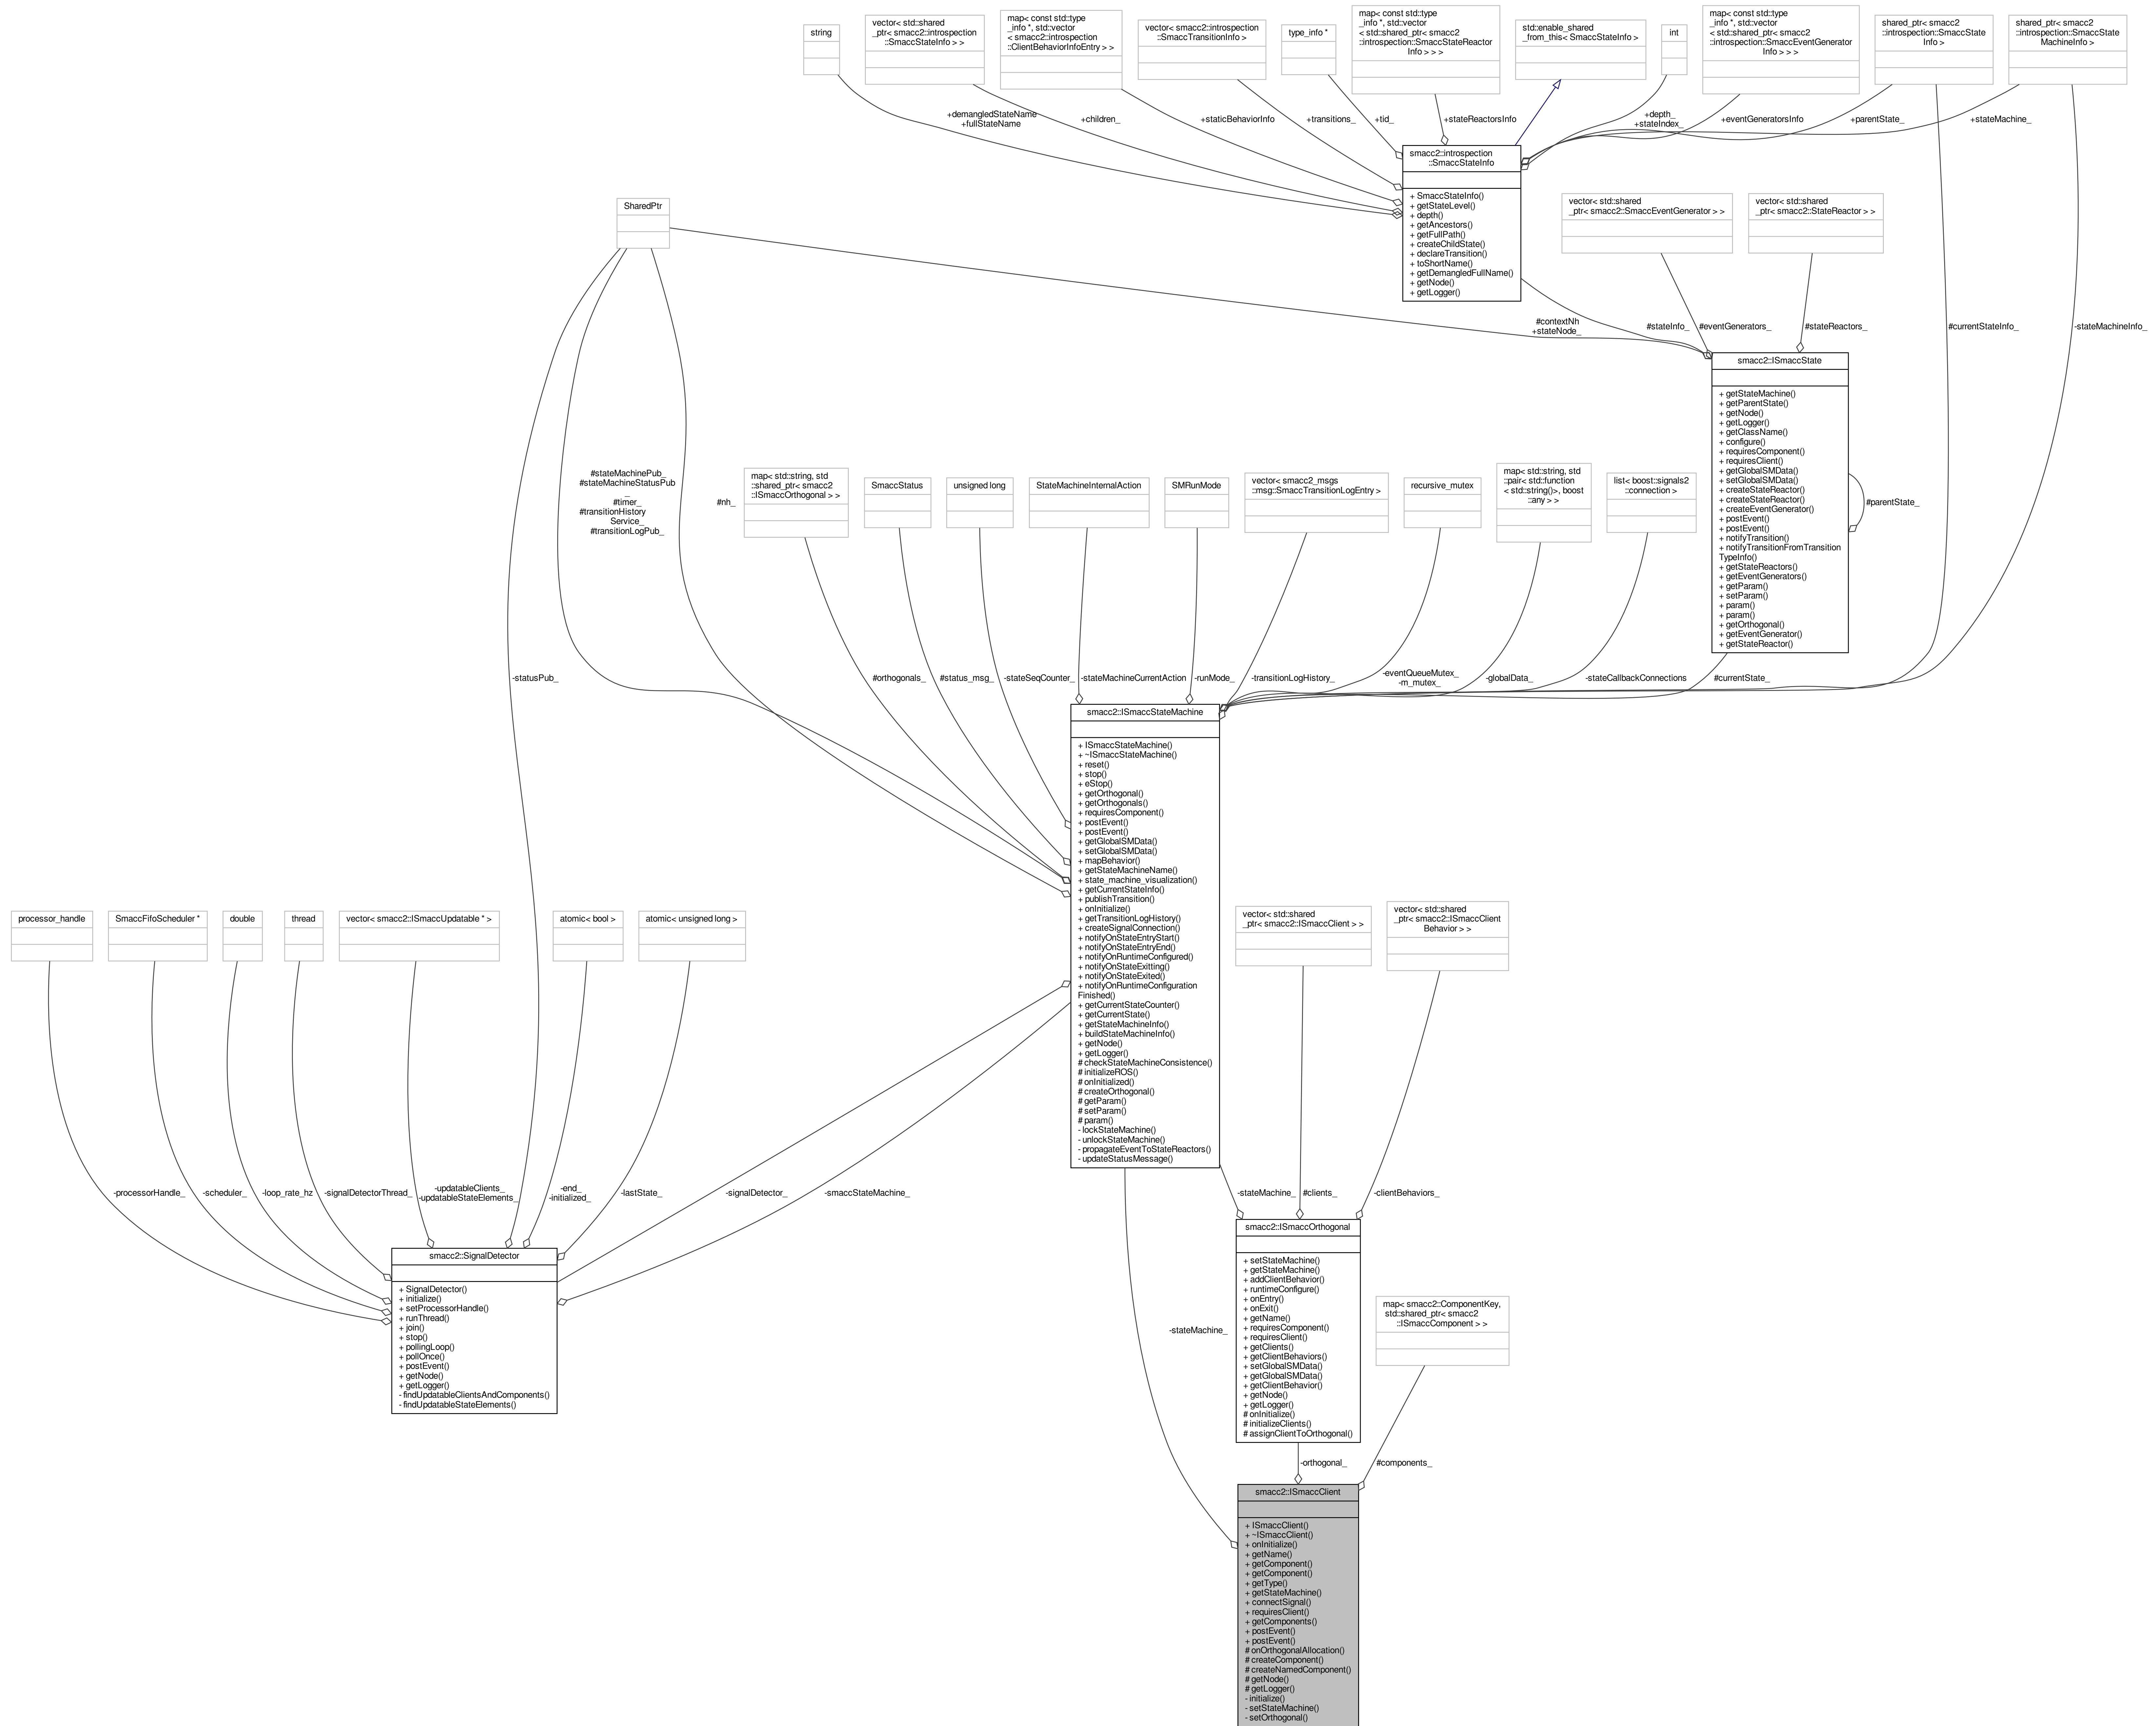 string
vector< std::shared
_ptr< smacc2::introspection
::SmaccStateInfo > >
map< const std::type
_info *, std::vector
< smacc2::introspection
::ClientBehaviorInfoEntry > >
vector< smacc2::introspection
::SmaccTransitionInfo >
type_info *
map< const std::type
_info *, std::vector
< std::shared_ptr< smacc2
::introspection::SmaccStateReactor
Info > > >
std::enable_shared
_from_this< SmaccStateInfo >
int
map< const std::type
_info *, std::vector
< std::shared_ptr< smacc2
::introspection::SmaccEventGenerator
Info > > >
shared_ptr< smacc2
::introspection::SmaccState
Info >
shared_ptr< smacc2
::introspection::SmaccState
MachineInfo >
+demangledStateName
+fullStateName
+children_
+staticBehaviorInfo
+transitions_
+tid_
+stateReactorsInfo
+depth_
+stateIndex_
+eventGeneratorsInfo
+parentState_
+stateMachine_
smacc2::introspection
::SmaccStateInfo
+ SmaccStateInfo()
+ getStateLevel()
+ depth()
+ getAncestors()
+ getFullPath()
+ createChildState()
+ declareTransition()
+ toShortName()
+ getDemangledFullName()
+ getNode()
+ getLogger()
SharedPtr
vector< std::shared
_ptr< smacc2::SmaccEventGenerator > >
vector< std::shared
_ptr< smacc2::StateReactor > >
#contextNh
+stateNode_
#stateInfo_
#eventGenerators_
#stateReactors_
#currentStateInfo_
-stateMachineInfo_
smacc2::ISmaccState
+ getStateMachine()
+ getParentState()
+ getNode()
+ getLogger()
+ getClassName()
+ configure()
+ requiresComponent()
+ requiresClient()
+ getGlobalSMData()
+ setGlobalSMData()
+ createStateReactor()
+ createStateReactor()
+ createEventGenerator()
+ postEvent()
+ postEvent()
+ notifyTransition()
+ notifyTransitionFromTransition
TypeInfo()
+ getStateReactors()
+ getEventGenerators()
+ getParam()
+ setParam()
+ param()
+ param()
+ getOrthogonal()
+ getEventGenerator()
+ getStateReactor()
#parentState_
#stateMachinePub_
#stateMachineStatusPub
_
#timer_
#transitionHistory
Service_
#transitionLogPub_
#nh_
map< std::string, std
::shared_ptr< smacc2
::ISmaccOrthogonal > >
SmaccStatus
unsigned long
StateMachineInternalAction
SMRunMode
vector< smacc2_msgs
::msg::SmaccTransitionLogEntry >
recursive_mutex
map< std::string, std
::pair< std::function
< std::string()>, boost
::any > >
list< boost::signals2
::connection >
-statusPub_
#orthogonals_
#status_msg_
-stateSeqCounter_
-stateMachineCurrentAction
-runMode_
-transitionLogHistory_
-eventQueueMutex_
-m_mutex_
-globalData_
-stateCallbackConnections
#currentState_
smacc2::ISmaccStateMachine
+ ISmaccStateMachine()
+ ~ISmaccStateMachine()
+ reset()
+ stop()
+ eStop()
+ getOrthogonal()
+ getOrthogonals()
+ requiresComponent()
+ postEvent()
+ postEvent()
+ getGlobalSMData()
+ setGlobalSMData()
+ mapBehavior()
+ getStateMachineName()
+ state_machine_visualization()
+ getCurrentStateInfo()
+ publishTransition()
+ onInitialize()
+ getTransitionLogHistory()
+ createSignalConnection()
+ notifyOnStateEntryStart()
+ notifyOnStateEntryEnd()
+ notifyOnRuntimeConfigured()
+ notifyOnStateExitting()
+ notifyOnStateExited()
+ notifyOnRuntimeConfiguration
Finished()
+ getCurrentStateCounter()
+ getCurrentState()
+ getStateMachineInfo()
+ buildStateMachineInfo()
+ getNode()
+ getLogger()
# checkStateMachineConsistence()
# initializeROS()
# onInitialized()
# createOrthogonal()
# getParam()
# setParam()
# param()
- lockStateMachine()
- unlockStateMachine()
- propagateEventToStateReactors()
- updateStatusMessage()
processor_handle
SmaccFifoScheduler *
double
thread
vector< smacc2::ISmaccUpdatable * >
atomic< bool >
atomic< unsigned long >
vector< std::shared
_ptr< smacc2::ISmaccClient > >
vector< std::shared
_ptr< smacc2::ISmaccClient
Behavior > >
-processorHandle_
-scheduler_
-loop_rate_hz
-signalDetectorThread_
-updatableClients_
-updatableStateElements_
-end_
-initialized_
-lastState_
-signalDetector_
-smaccStateMachine_
-stateMachine_
#clients_
-clientBehaviors_
smacc2::SignalDetector
+ SignalDetector()
+ initialize()
+ setProcessorHandle()
+ runThread()
+ join()
+ stop()
+ pollingLoop()
+ pollOnce()
+ postEvent()
+ getNode()
+ getLogger()
- findUpdatableClientsAndComponents()
- findUpdatableStateElements()
smacc2::ISmaccOrthogonal
+ setStateMachine()
+ getStateMachine()
+ addClientBehavior()
+ runtimeConfigure()
+ onEntry()
+ onExit()
+ getName()
+ requiresComponent()
+ requiresClient()
+ getClients()
+ getClientBehaviors()
+ setGlobalSMData()
+ getGlobalSMData()
+ getClientBehavior()
+ getNode()
+ getLogger()
# onInitialize()
# initializeClients()
# assignClientToOrthogonal()
map< smacc2::ComponentKey,
std::shared_ptr< smacc2
::ISmaccComponent > >
-stateMachine_
-orthogonal_
#components_
smacc2::ISmaccClient
+ ISmaccClient()
+ ~ISmaccClient()
+ onInitialize()
+ getName()
+ getComponent()
+ getComponent()
+ getType()
+ getStateMachine()
+ connectSignal()
+ requiresClient()
+ getComponents()
+ postEvent()
+ postEvent()
# onOrthogonalAllocation()
# createComponent()
# createNamedComponent()
# getNode()
# getLogger()
- initialize()
- setStateMachine()
- setOrthogonal()